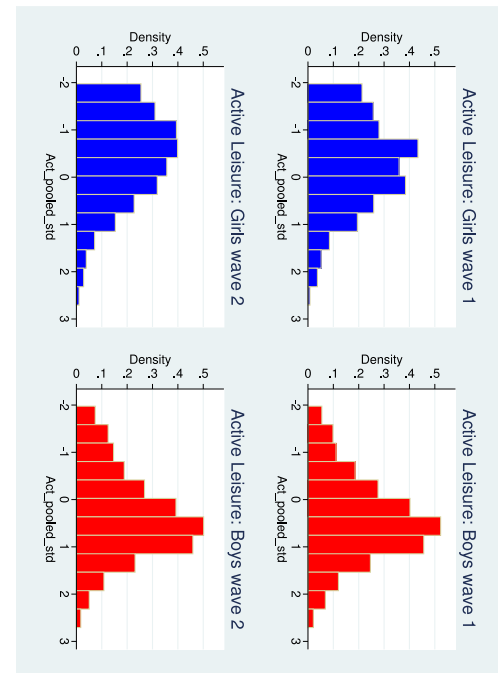 Active Leisure: Girls wave 1
Density
0 .1 .2 .3 .4 .5
-2 -1 0 1 2 3
Act_pooled_std
Active Leisure: Boys wave 1
Density
0 .1 .2 .3 .4 .5
-2 -1 0 1 2 3
Act_pooled_std
Active Leisure: Girls wave 2
Density
0 .1 .2 .3 .4 .5
-2 -1 0 1 2 3
Act_pooled_std
Active Leisure: Boys wave 2
Density
0 .1 .2 .3 .4 .5
-2 -1 0 1 2 3
Act_pooled_std